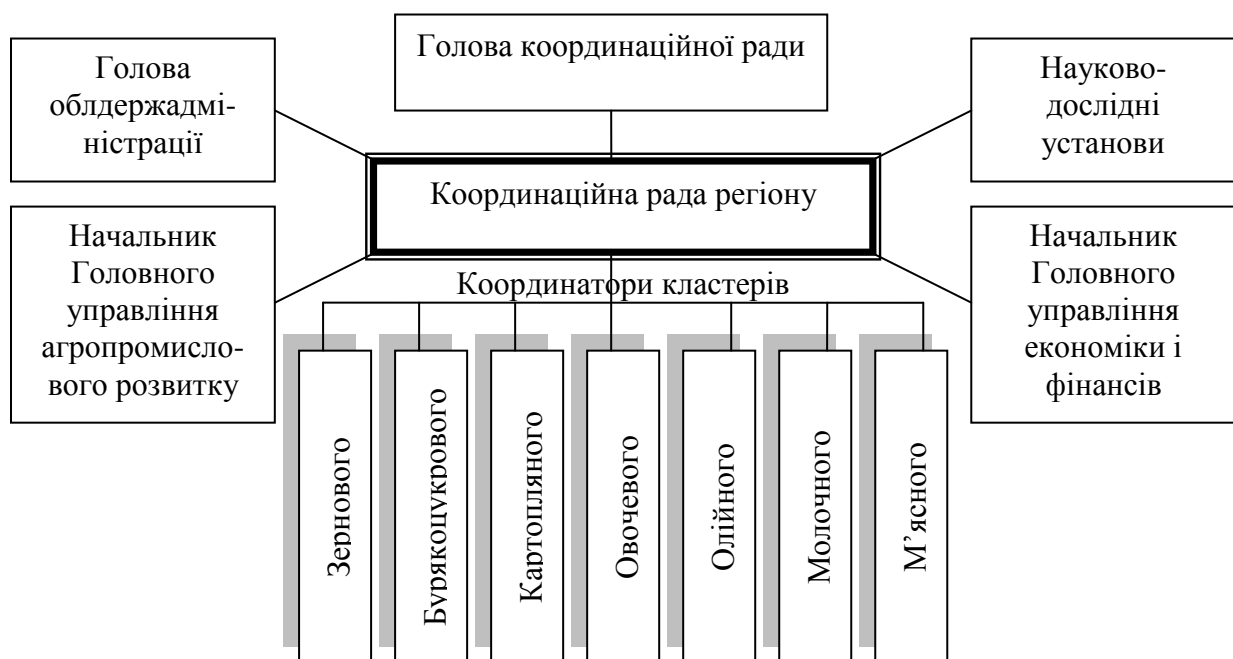 Голова координаційної ради
Голова
облдержадмі-
ністрації
Науково-
дослідні
установи
Координаційна рада регіону
Начальник
Головного
управління
агропромисло-
вого розвитку
Начальник
Головного
управління
економіки і
фінансів
Координатори кластерів
Зернового
Бурякоцукрового
Картопляного
Овочевого
Олійного
Молочного
М’ясного